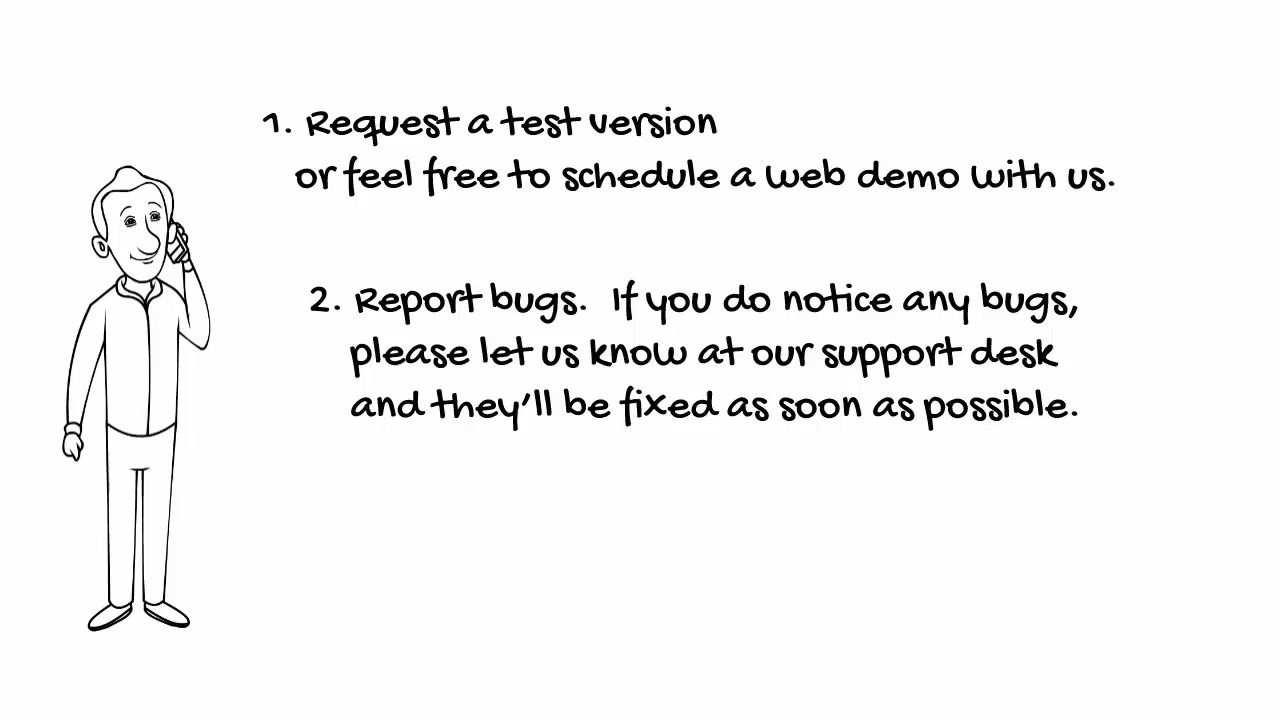 1. Request a test version
or feel free to schedule a web demo with us.
2. Report bugs. If you do notice any bugs,
please let us know at our support desk
and they'll be fixed as soon as possible.